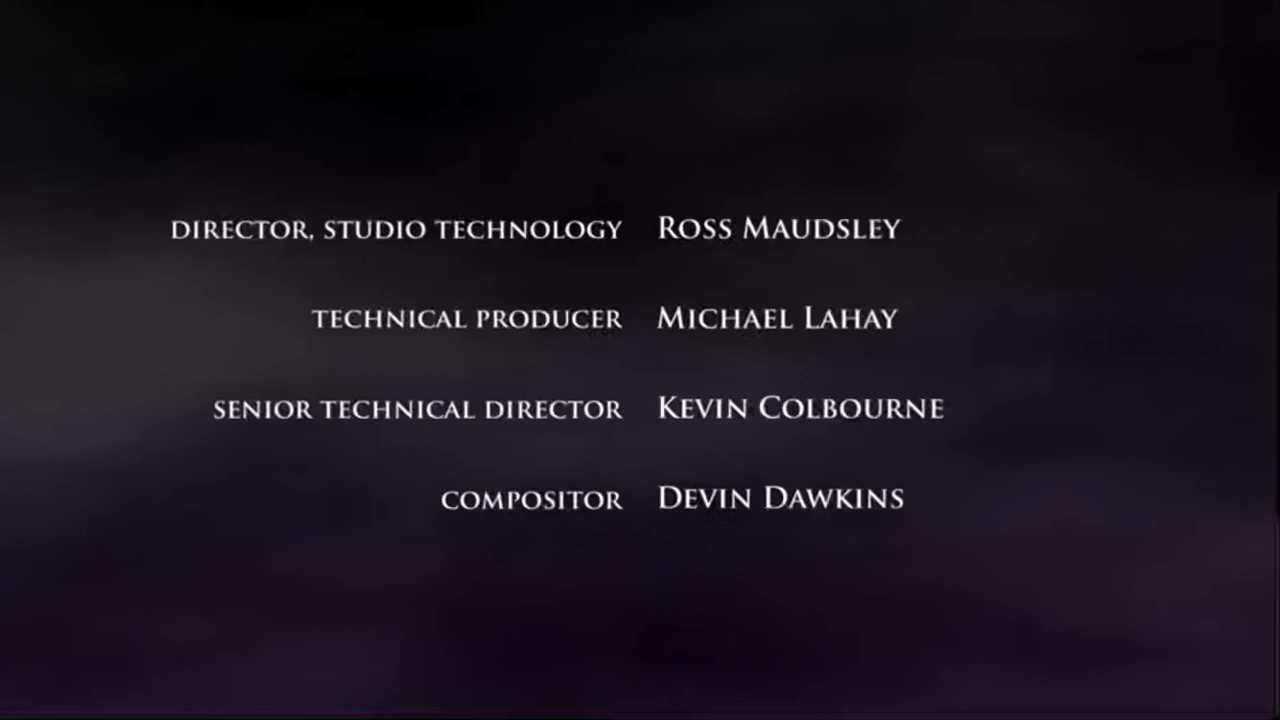 DIRECTOR, STUDIO TECHNOLOGY ROSS MAUDSLEY
TECHNICAL PRODUCER MICHAEL LAHAY
SENIOR TECHNICAL DIRECTOR KEVIN COLBOURNE
COMPOSITOR DEVIN DAWKINS